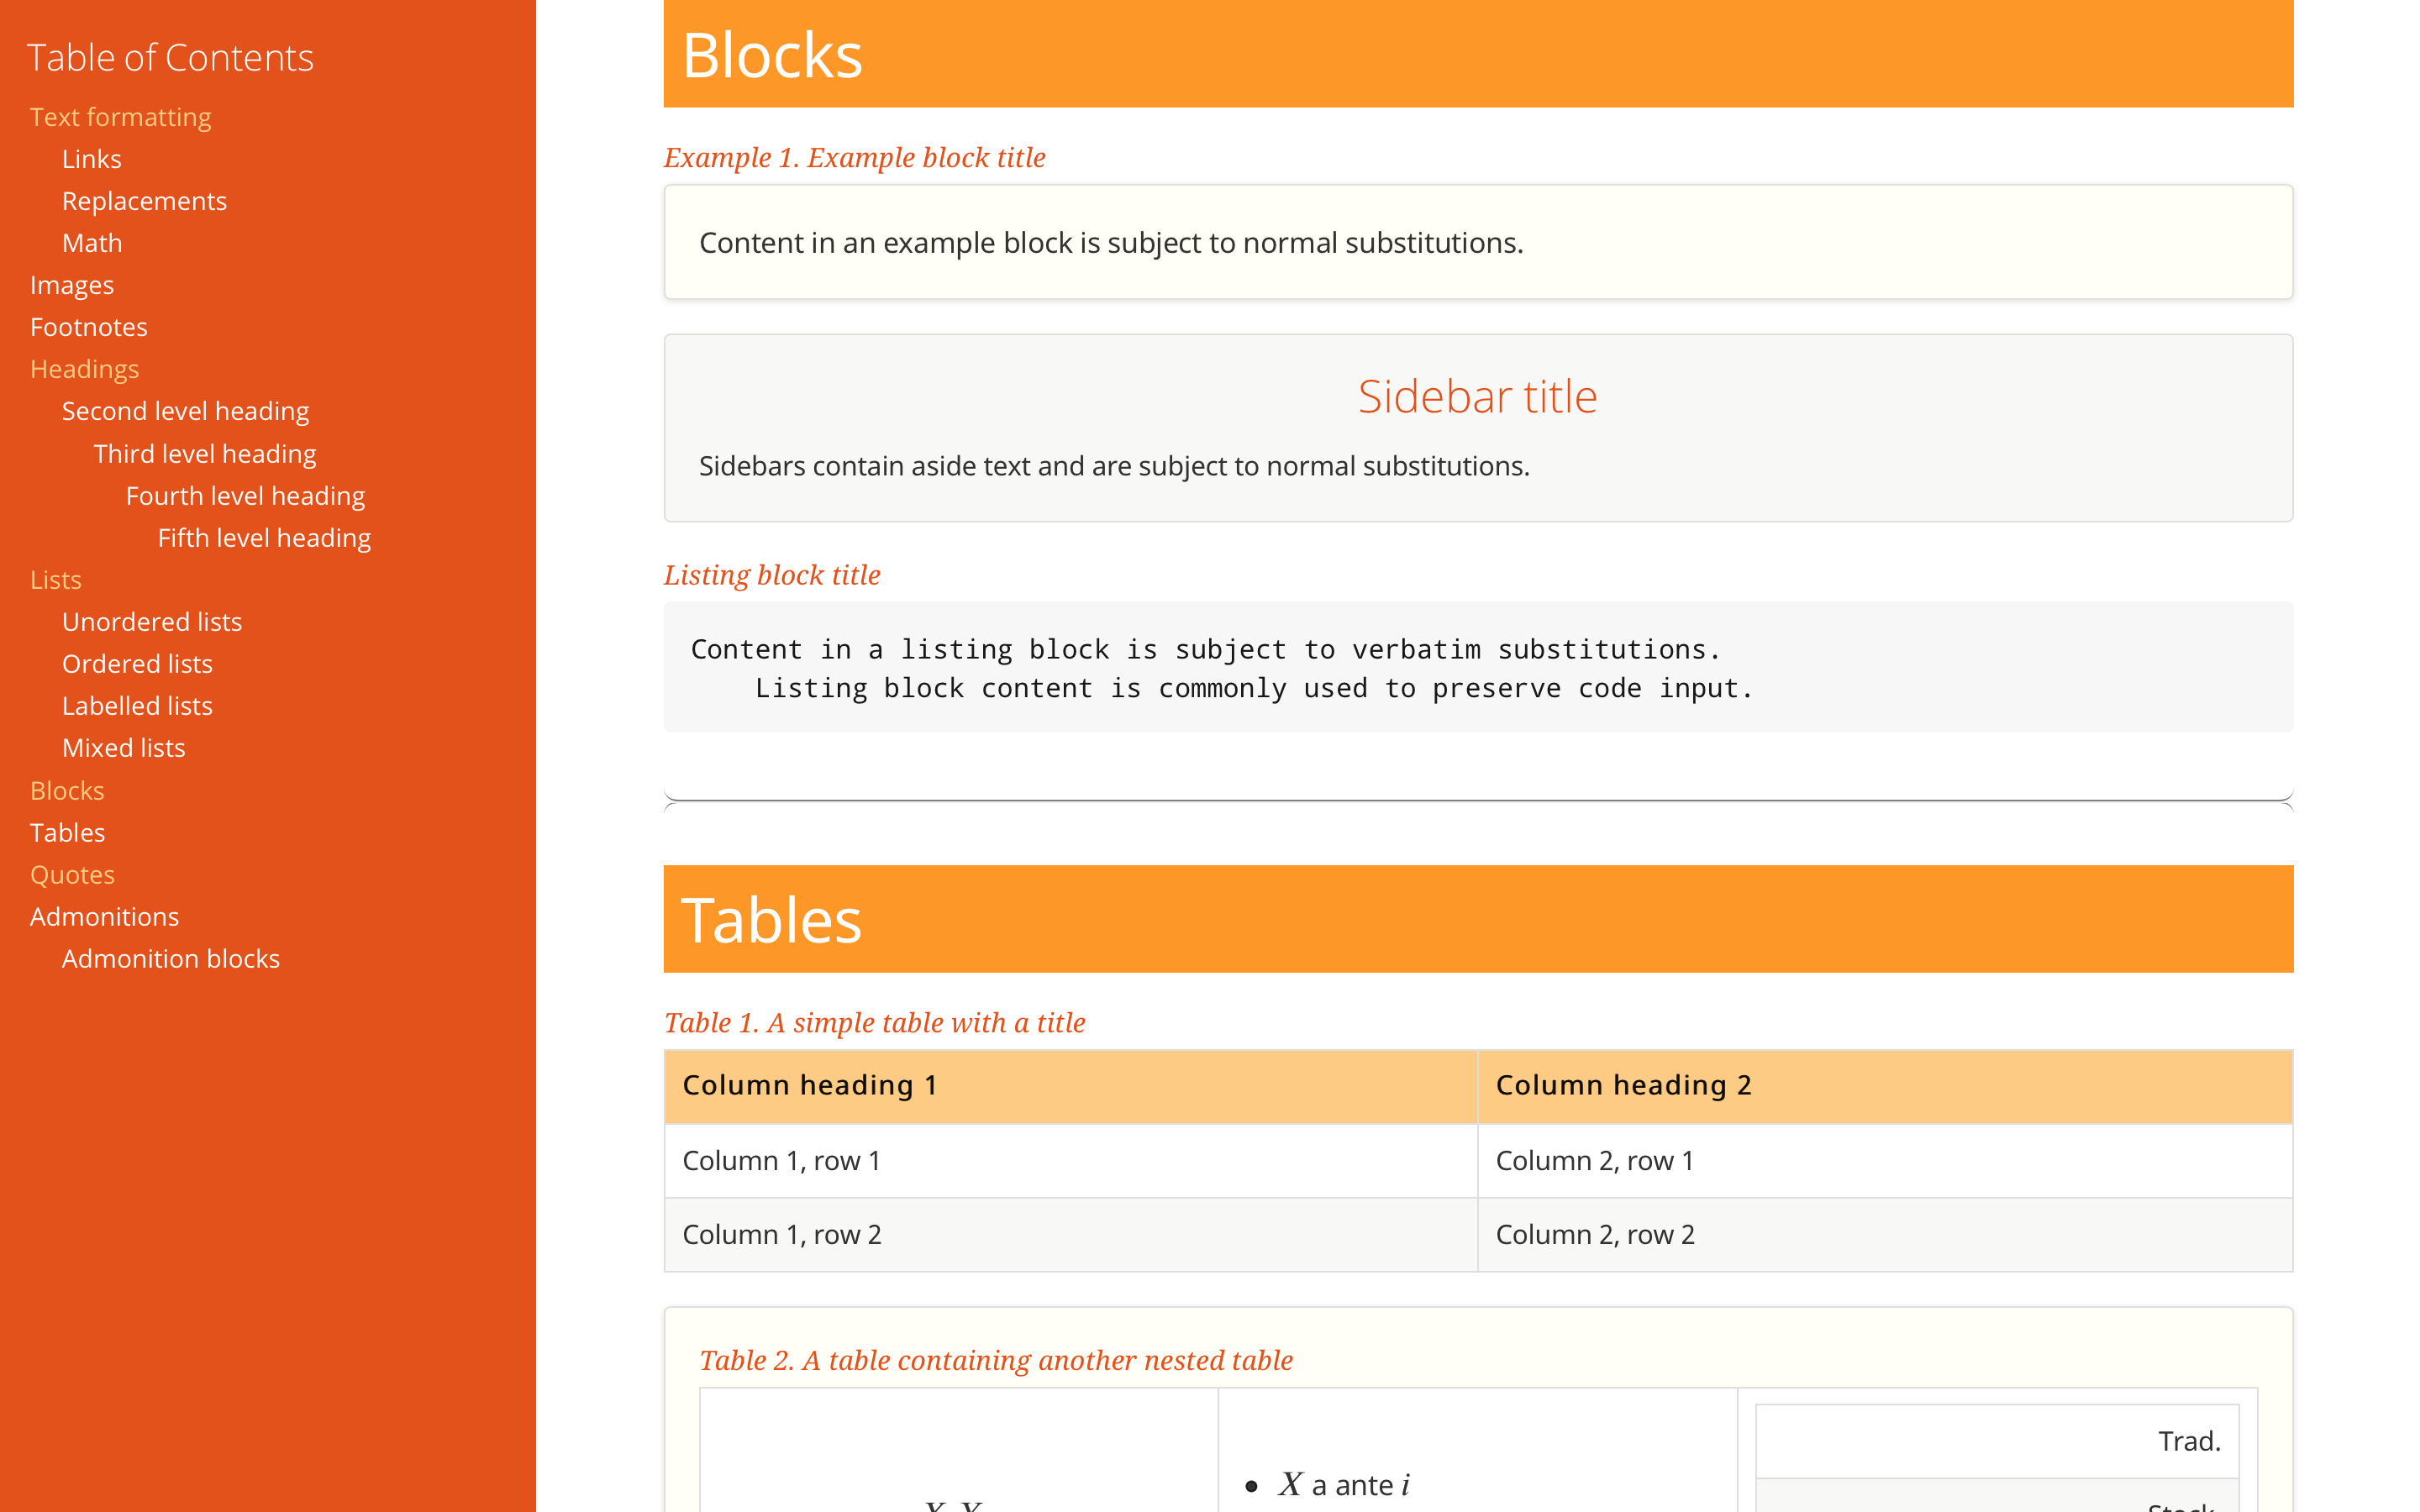 Table of Contents
Text formatting
Links
Replacements
Math
Images
Footnotes
Headings
Second level heading
Third level heading
Fourth level heading
Fifth level heading
Lists
Unordered lists
Ordered lists
Labelled lists
Mixed lists
Blocks
Tables
Quotes
Admonitions
Admonition blocks
Blocks
Example 1. Example block title
Content in an example block is subject to normal substitutions.
Sidebar title
Sidebars contain aside text and are subject to normal substitutions.
Listing block title
Content in a listing block is subject to verbatim substitutions.
    Listing block content is commonly used to preserve code input.
Tables
Table 1. A simple table with a title
Column heading 1 Column heading 2
Column 1, row 1 Column 2, row 1
Column 1, row 2 Column 2, row 2
Table 2. A table containing another nested table
Trad.
• X a ante i